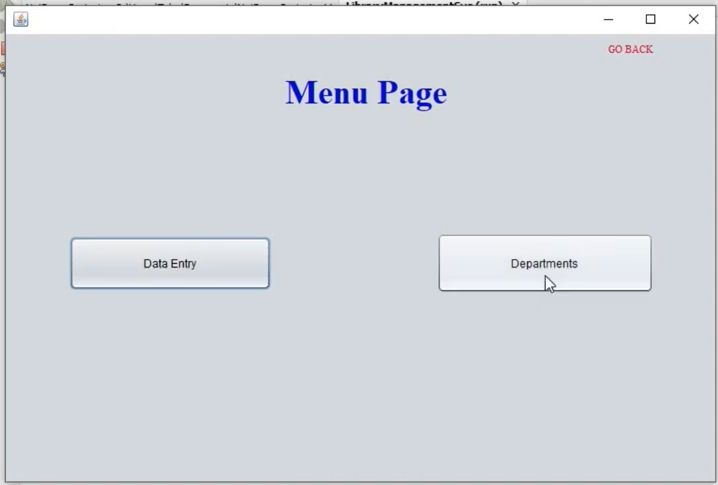 GO BACK
Menu Page
Data Entry
Departments